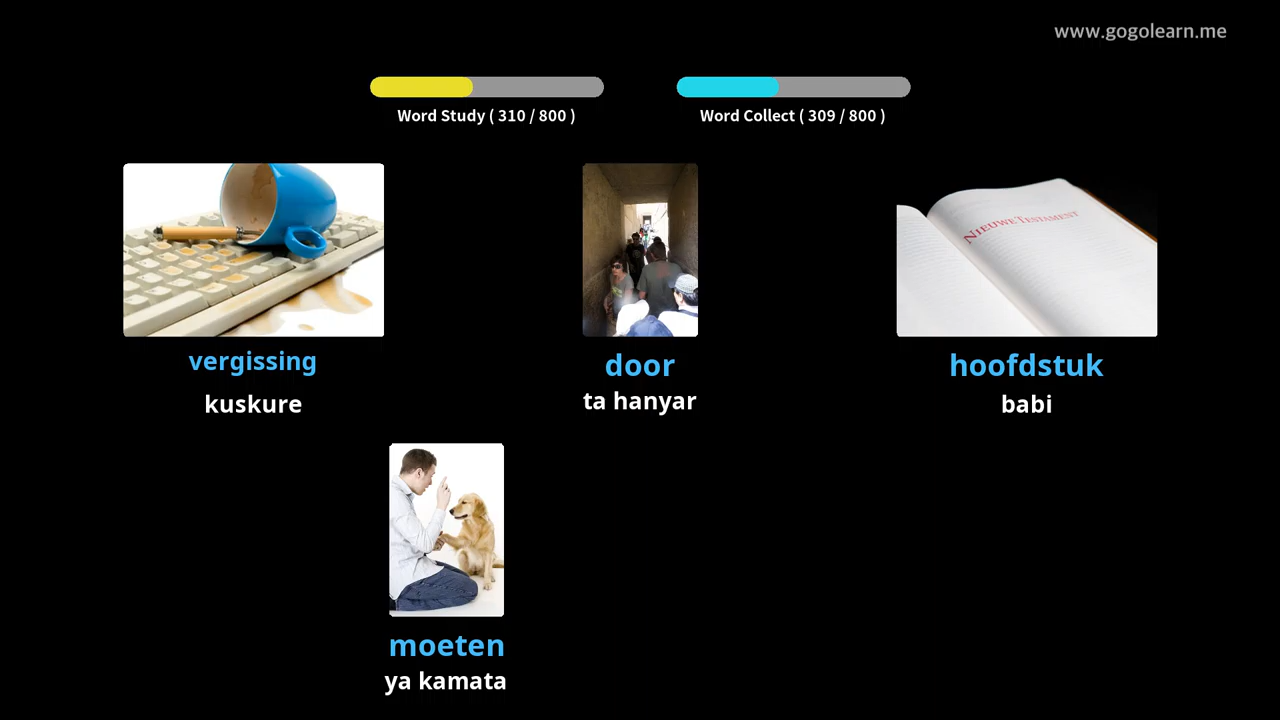 www.gogolearn.me
Word Study ( 310 / 800 )
Word Collect ( 309 / 800 )
NIEUWE TESTAMENT
vergissing
door
hoofdstuk
kuskure
ta hanyar
babi
moeten
ya kamata